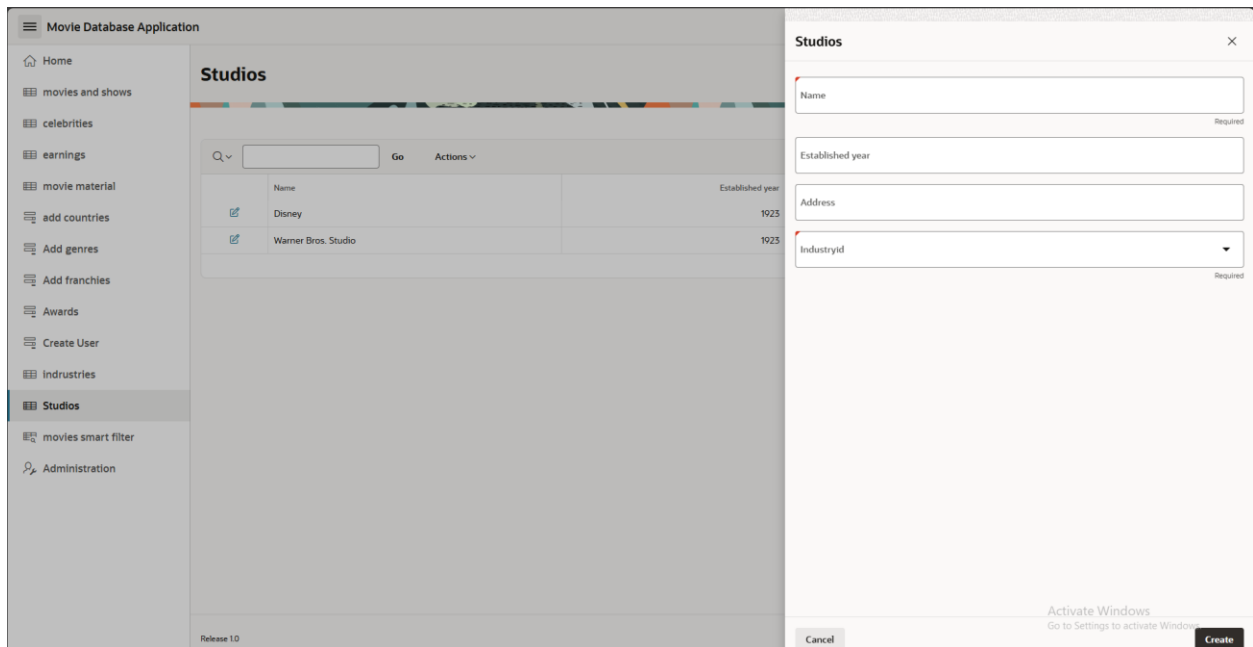 Movie Database Application
Home
movies and shows
celebrities
earnings
movie material
add countries
Add genres
Add franchies
Awards
Create User
indrustries
Studios
movies smart filter
Administration
Studios
Go Actions
Name Established year
Disney 1923
Warner Bros. Studio 1923
Release 1.0
Studios
Name
Required
Established year
Address
Industryid
Required
Activate Windows
Go to Settings to activate Windows.
Cancel Create